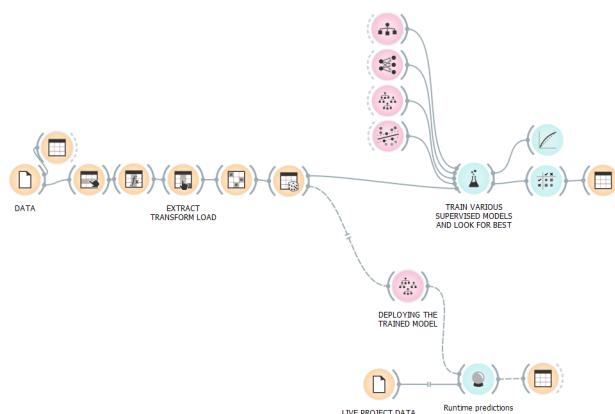 DATA
EXTRACT
TRANSFORM LOAD
TRAIN VARIOUS
SUPERVISED MODELS
AND LOOK FOR BEST
DEPLOYING THE
TRAINED MODEL
LIVE PROJECT DATA
Runtime predictions